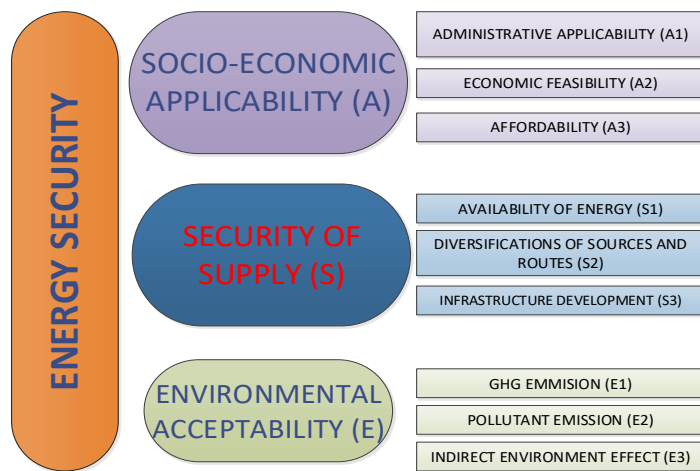 ENERGY SECURITY
SOCIO-ECONOMIC
APPLICABILITY (A)
ADMINISTRATIVE APPLICABILITY (A1)
ECONOMIC FEASIBILITY (A2)
AFFORDABILITY (A3)
SECURITY OF
SUPPLY (S)
AVAILABILITY OF ENERGY (S1)
DIVERSIFICATIONS OF SOURCES AND
ROUTES (S2)
INFRASTRUCTURE DEVELOPMENT (S3)
ENVIRONMENTAL
ACCEPTABILITY (E)
GHG EMMISION (E1)
POLLUTANT EMISSION (E2)
INDIRECT ENVIRONMENT EFFECT (E3)